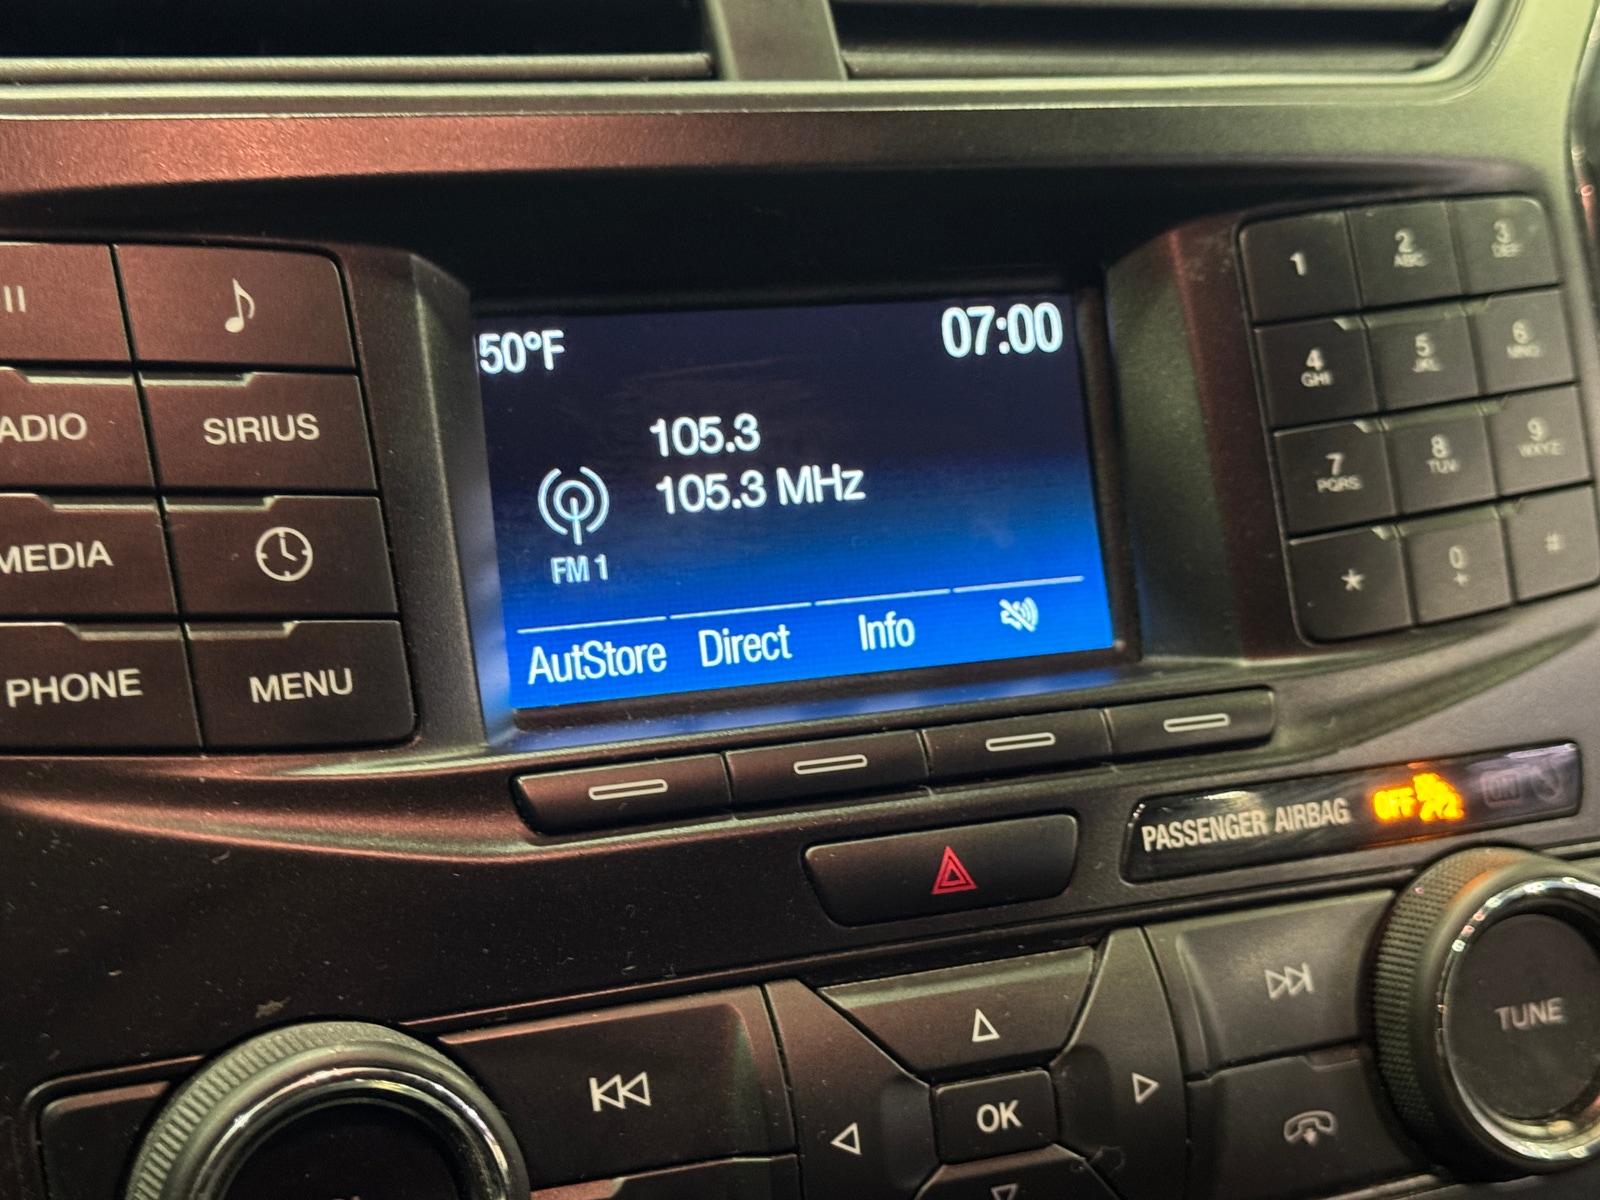 50°F
07:00
105.3
105.3 MHz
FM 1
AutStore
Direct
Info
ADIO
SIRIUS
MEDIA
PHONE
MENU
1
2
ABC
3
DEF
4
GHI
5
JKL
6
MNO
7
PQRS
8
TUV
9
WXYZ
*
0
+
#
PASSENGER AIRBAG
OFF
ON
TUNE
OK